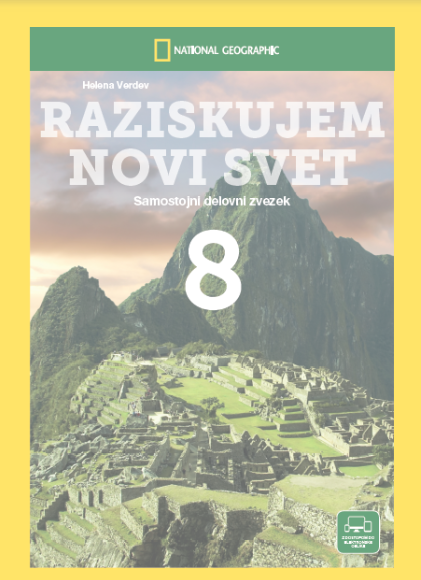 NATIONAL GEOGRAPHIC
Helena Verdev
RAZISKUJEM
NOVI SVET
Samostojni delovni zvezek
8